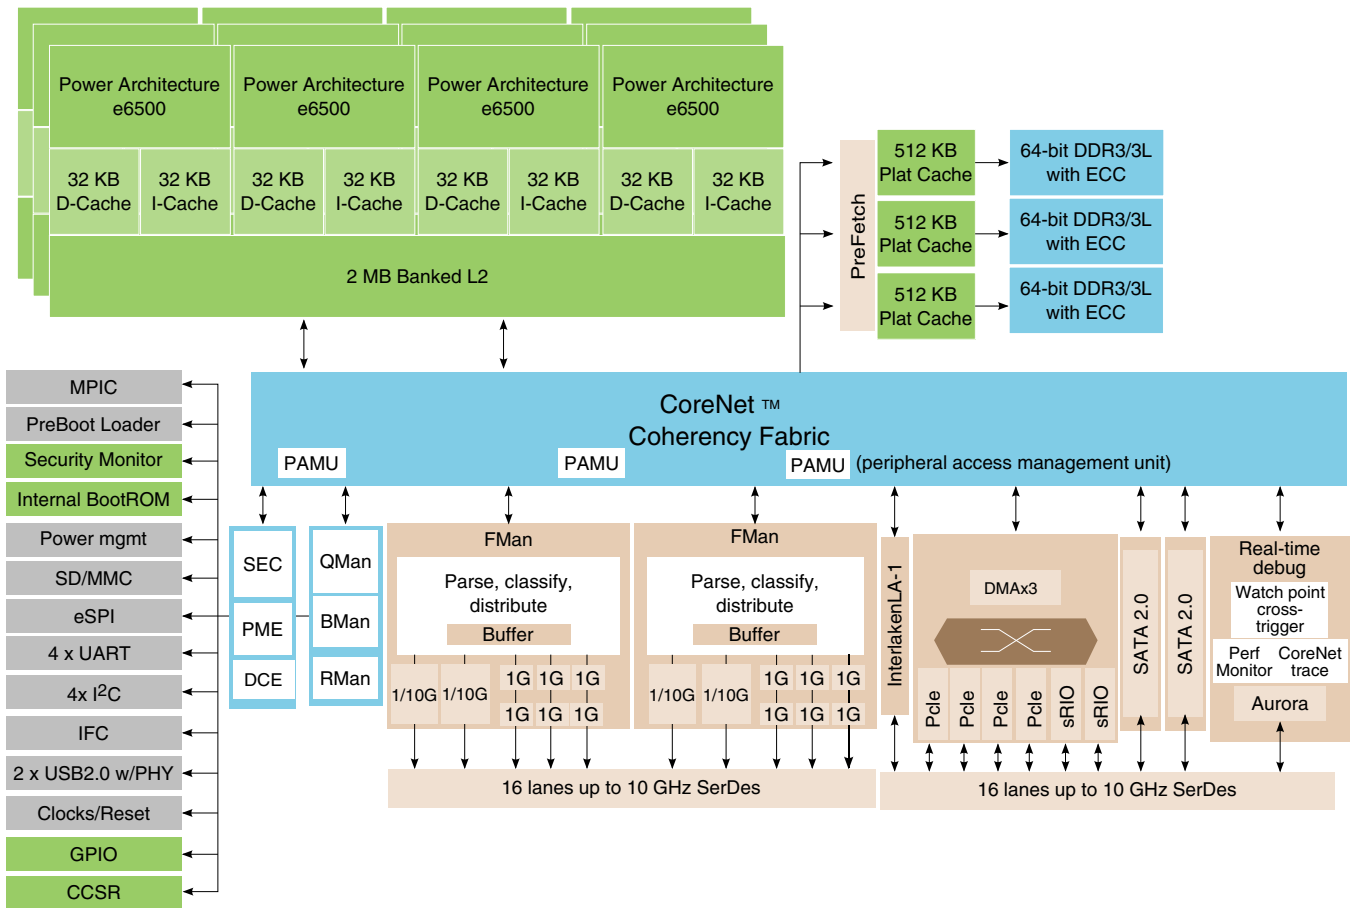 Power Architecture
e6500
Power Architecture
e6500
Power Architecture
e6500
Power Architecture
e6500
32 KB
D-Cache
32 KB
I-Cache
32 KB
D-Cache
32 KB
I-Cache
32 KB
D-Cache
32 KB
I-Cache
32 KB
D-Cache
32 KB
I-Cache
2 MB Banked L2
PreFetch
512 KB
Plat Cache
64-bit DDR3/3L
with ECC
512 KB
Plat Cache
64-bit DDR3/3L
with ECC
512 KB
Plat Cache
64-bit DDR3/3L
with ECC
MPIC
PreBoot Loader
Security Monitor
Internal BootROM
Power mgmt
SD/MMC
eSPI
4 x UART
4x I²C
IFC
2 x USB2.0 w/PHY
Clocks/Reset
GPIO
CCSR
CoreNet TM
Coherency Fabric
PAMU
PAMU
PAMU (peripheral access management unit)
SEC
PME
DCE
QMan
BMan
RMan
FMan
Parse, classify,
distribute
Buffer
1/10G
1/10G
1G
1G
1G
1G
1G
1G
FMan
Parse, classify,
distribute
Buffer
1/10G
1/10G
1G
1G
1G
1G
1G
1G
16 lanes up to 10 GHz SerDes
InterlakenLA-1
DMAx3
PcIe
PcIe
PcIe
PcIe
sRIO
sRIO
SATA 2.0
SATA 2.0
Real-time
debug
Watch point
cross-
trigger
Perf
Monitor
CoreNet
trace
Aurora
16 lanes up to 10 GHz SerDes